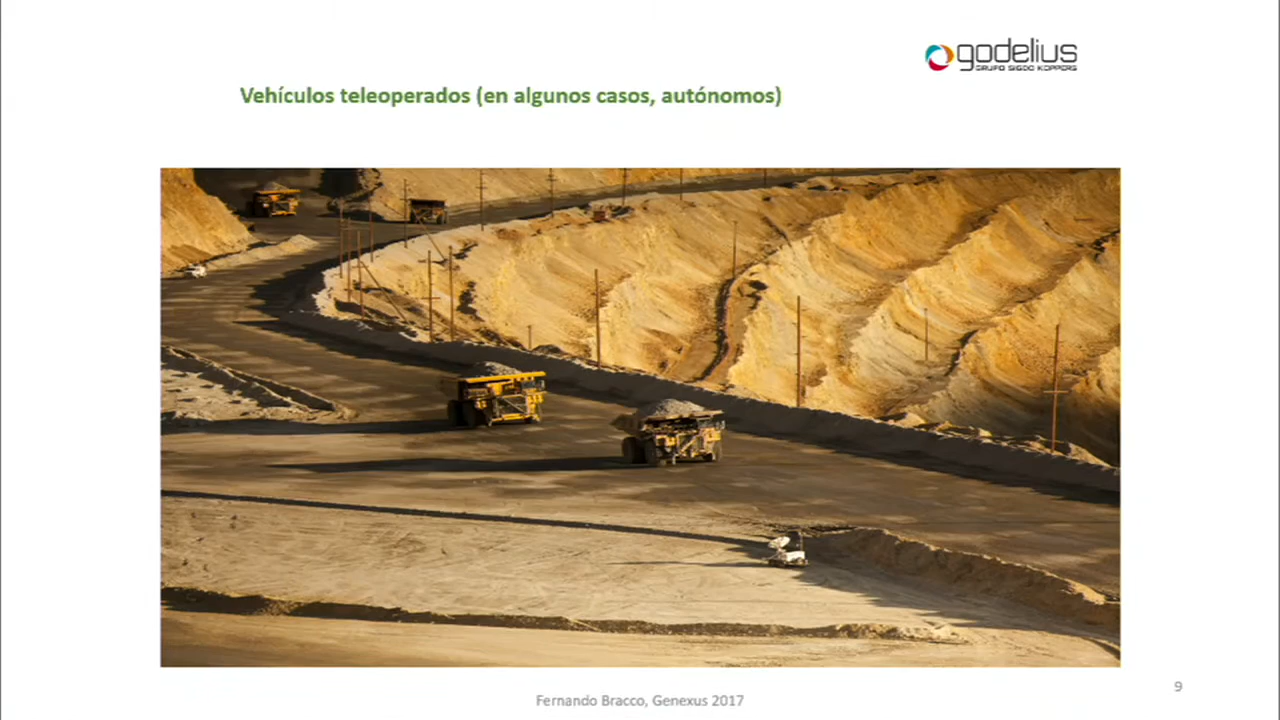 godelius
GRUPO SIGDO KOPPERS
Vehículos teleoperados (en algunos casos, autónomos)
9
Fernando Bracco, Genexus 2017